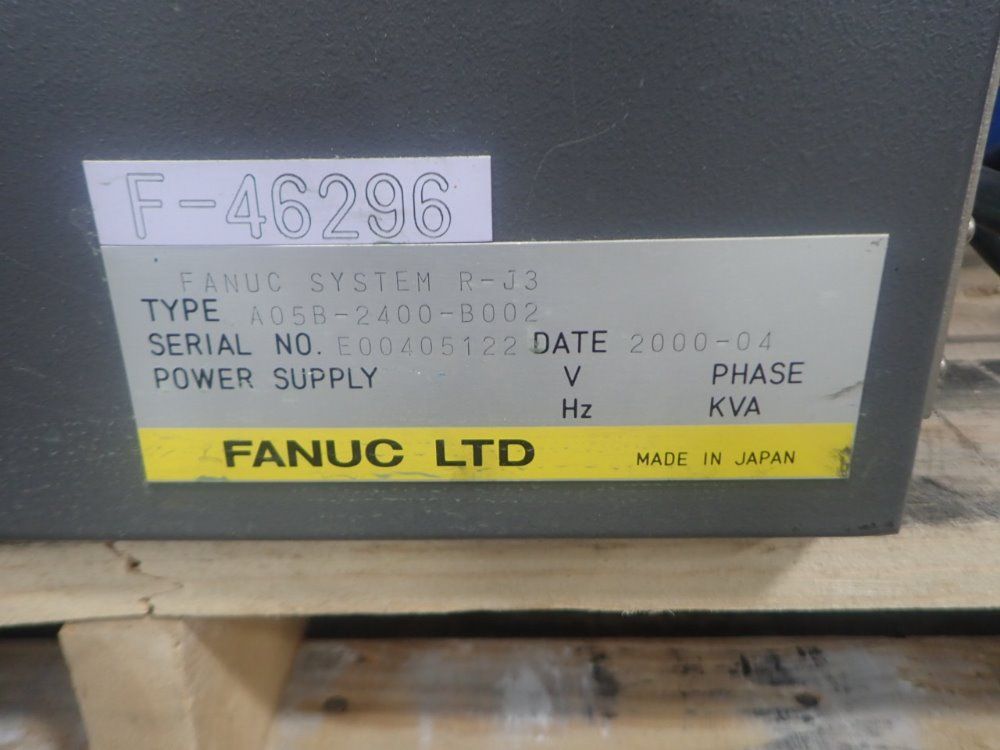 F-46296
FANUC SYSTEM R-J3
TYPE A05B-2400-B002
SERIAL NO. E00405122 DATE 2000-04
POWER SUPPLY V PHASE
Hz KVA
FANUC LTD MADE IN JAPAN